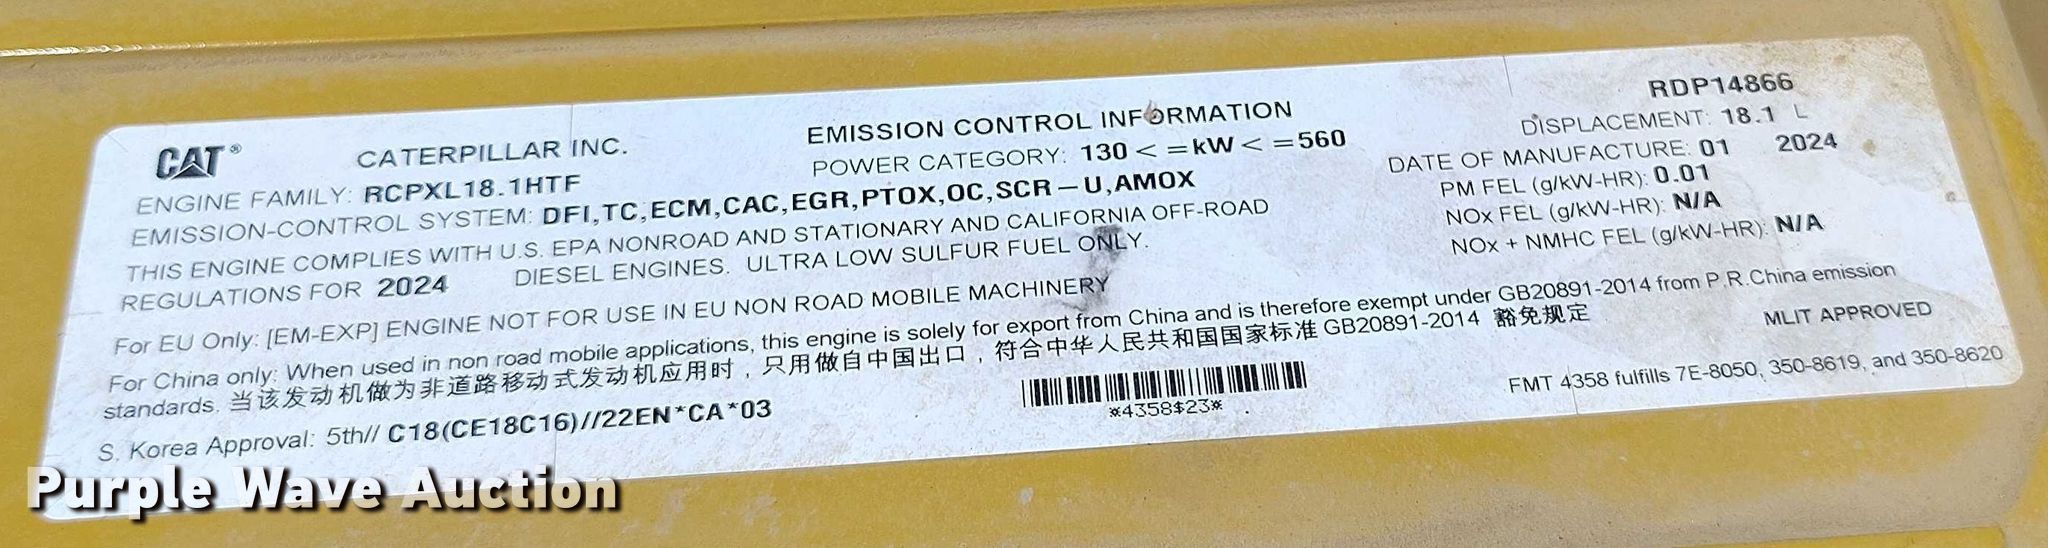 RDP14866
CAT® CATERPILLAR INC. EMISSION CONTROL INFORMATION DISPLACEMENT: 18.1 L
ENGINE FAMILY: RCPXL18.1HTF POWER CATEGORY: 130 <=kW <=560 DATE OF MANUFACTURE: 01 2024
EMISSION-CONTROL SYSTEM: DFI,TC,ECM,CAC,EGR,PTOX,OC,SCR-U,AMOX PM FEL (g/kW-HR): 0.01
THIS ENGINE COMPLIES WITH U.S. EPA NONROAD AND STATIONARY AND CALIFORNIA OFF-ROAD NOx FEL (g/kW-HR): N/A
REGULATIONS FOR 2024 DIESEL ENGINES. ULTRA LOW SULFUR FUEL ONLY. NOx + NMHC FEL (g/kW-HR): N/A
For EU Only: [EM-EXP] ENGINE NOT FOR USE IN EU NON ROAD MOBILE MACHINERY
For China only: When used in non road mobile applications, this engine is solely for export from China and is therefore exempt under GB20891-2014 from P.R.China emission
standards. 当该发动机做为非道路移动式发动机应用时，只用做自中国出口，符合中华人民共和国国家标准 GB20891-2014 豁免规定 MLIT APPROVED
S. Korea Approval: 5th// C18(CE18C16)//22EN*CA*03 *4358$23* FMT 4358 fulfills 7E-8050, 350-8619, and 350-8620
Purple Wave Auction